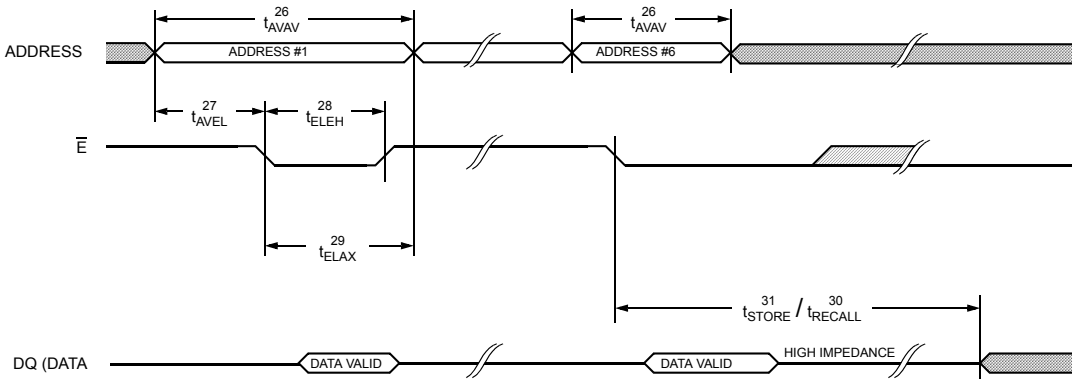 26
tAVAV
26
tAVAV
ADDRESS
ADDRESS #1
ADDRESS #6
27
tAVEL
28
tELEH
E
29
tELAX
31
30
tSTORE / tRECALL
DQ (DATA
DATA VALID
DATA VALID
HIGH IMPEDANCE